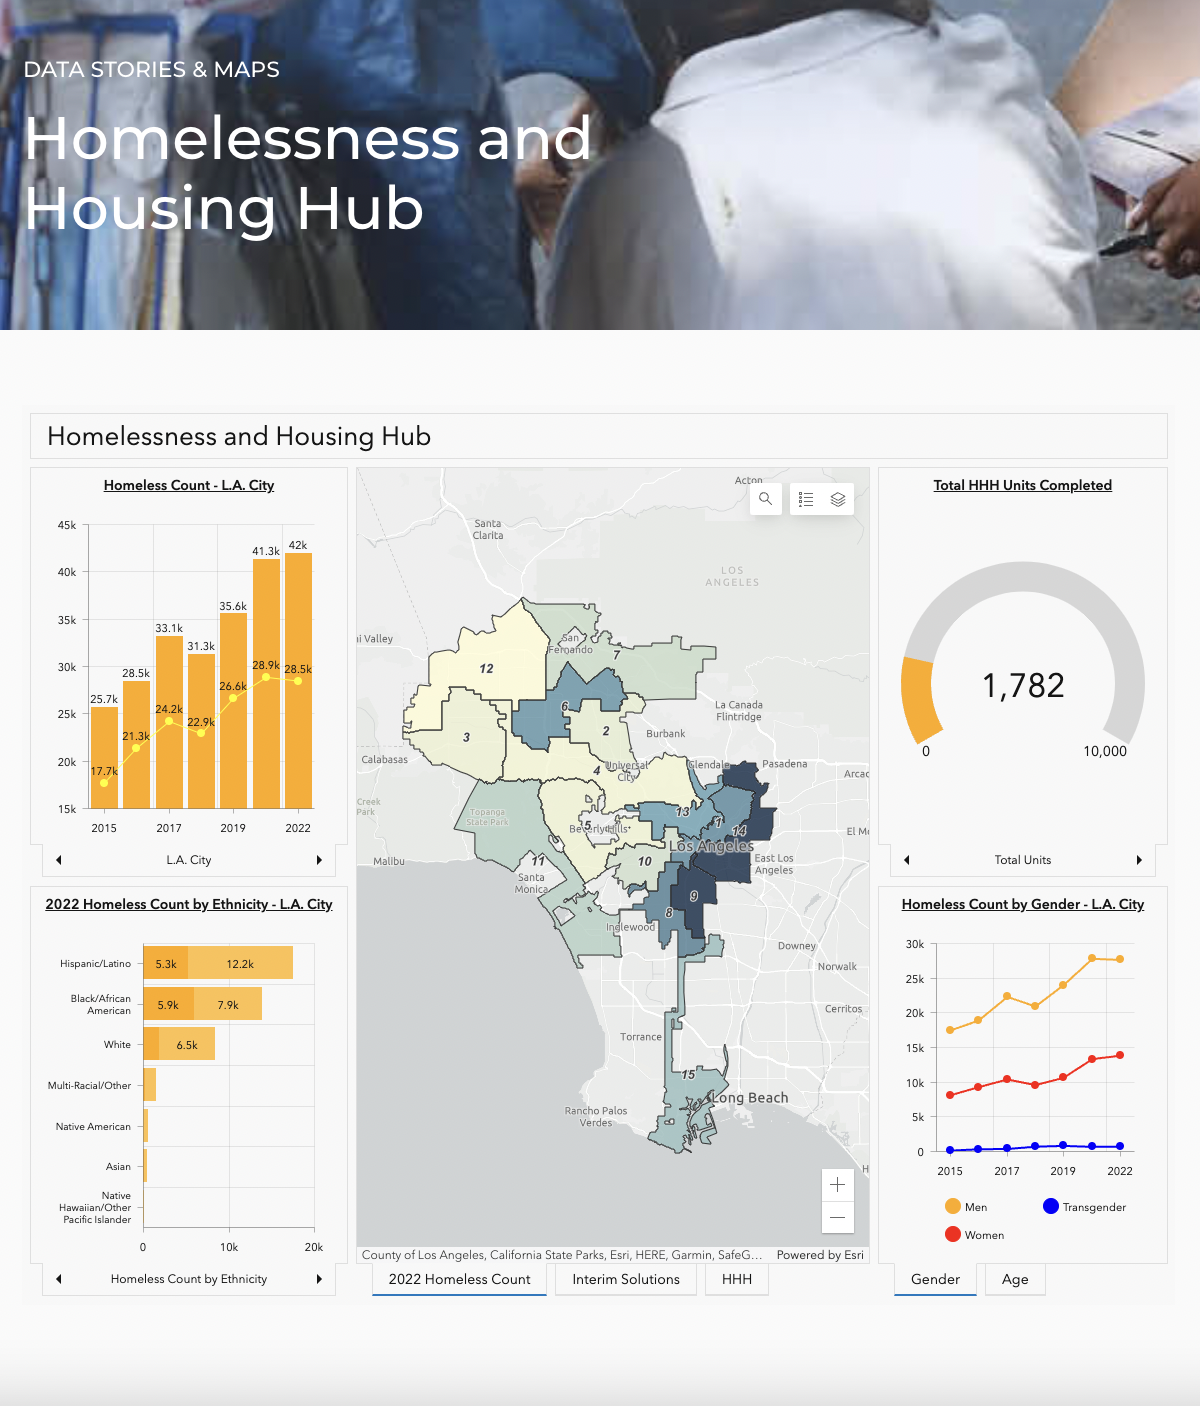 DATA STORIES & MAPS
Homelessness and
Housing Hub
Homelessness and Housing Hub
Homeless Count - L.A. City
45k
40k
35k
30k
25k
20k
15k
25.7k
28.5k
33.1k
31.3k
35.6k
41.3k
42k
17.7k
21.3k
24.2k
22.9k
26.6k
28.9k
28.5k
2015
2017
2019
2022
L.A. City
2022 Homeless Count by Ethnicity - L.A. City
Hispanic/Latino
5.3k
12.2k
Black/African
American
5.9k
7.9k
White
6.5k
Multi-Racial/Other
Native American
Asian
Native
Hawaiian/Other
Pacific Islander
0
10k
20k
Homeless Count by Ethnicity
Acton
Santa
Clarita
LOS
ANGELES
ni Valley
San
Fernando
12
7
6
3
2
La Canada
Flintridge
Burbank
Calabasas
4
Universal
City
Glendale
Pasadena
Arcac
Creek
Park
Topanga
State Park
5
Beverly Hills
13
1
14
El Mo
Los Angeles
Malibu
11
10
East Los
Angeles
Santa
Monica
9
8
Inglewood
Downey
Norwalk
Cerritos
Torrance
15
Long Beach
Rancho Palos
Verdes
H
County of Los Angeles, California State Parks, Esri, HERE, Garmin, SafeG...
Powered by Esri
2022 Homeless Count
Interim Solutions
HHH
Total HHH Units Completed
1,782
0
10,000
Total Units
Homeless Count by Gender - L.A. City
30k
25k
20k
15k
10k
5k
0
2015
2017
2019
2022
Men
Transgender
Women
Gender
Age